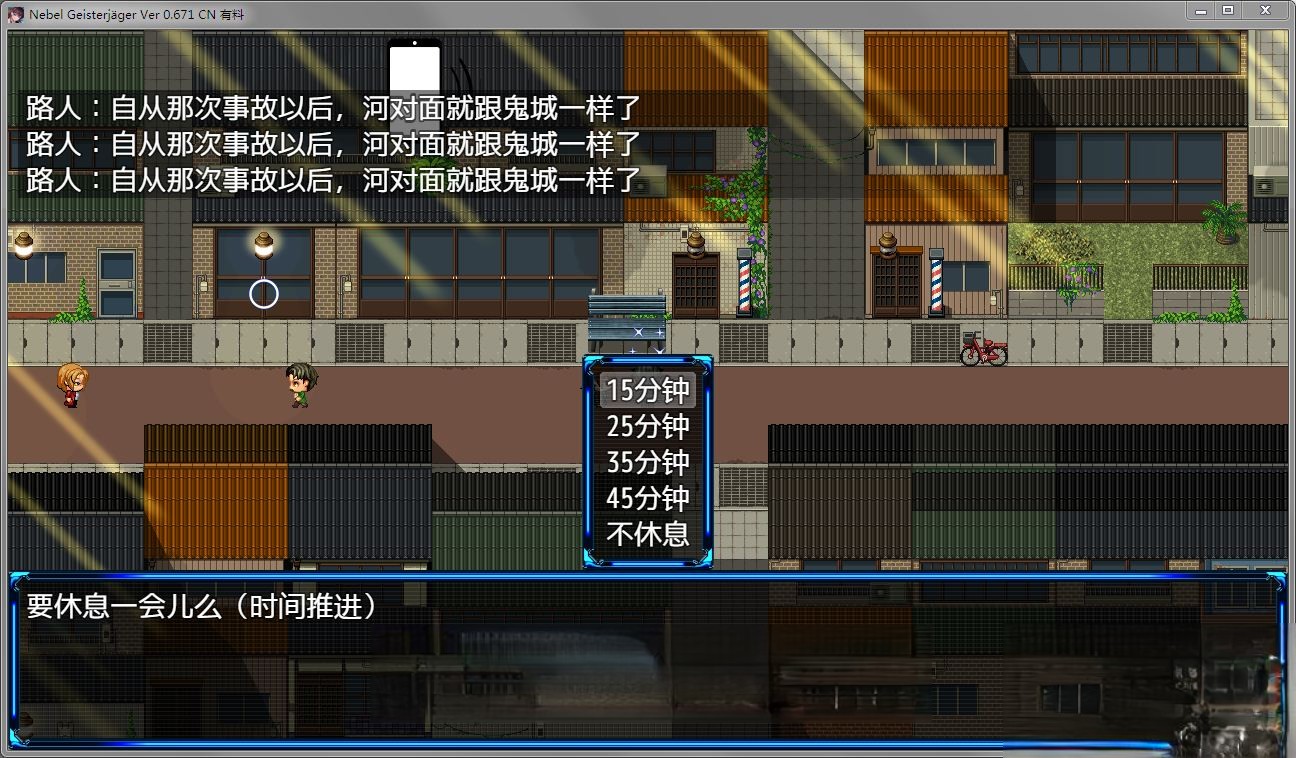 Nebel Geisterjäger Ver 0.671 CN 有料
路人：自从那次事故以后，河对面就跟鬼城一样了
路人：自从那次事故以后，河对面就跟鬼城一样了
路人：自从那次事故以后，河对面就跟鬼城一样了
15分钟
25分钟
35分钟
45分钟
不休息
要休息一会儿么（时间推进）